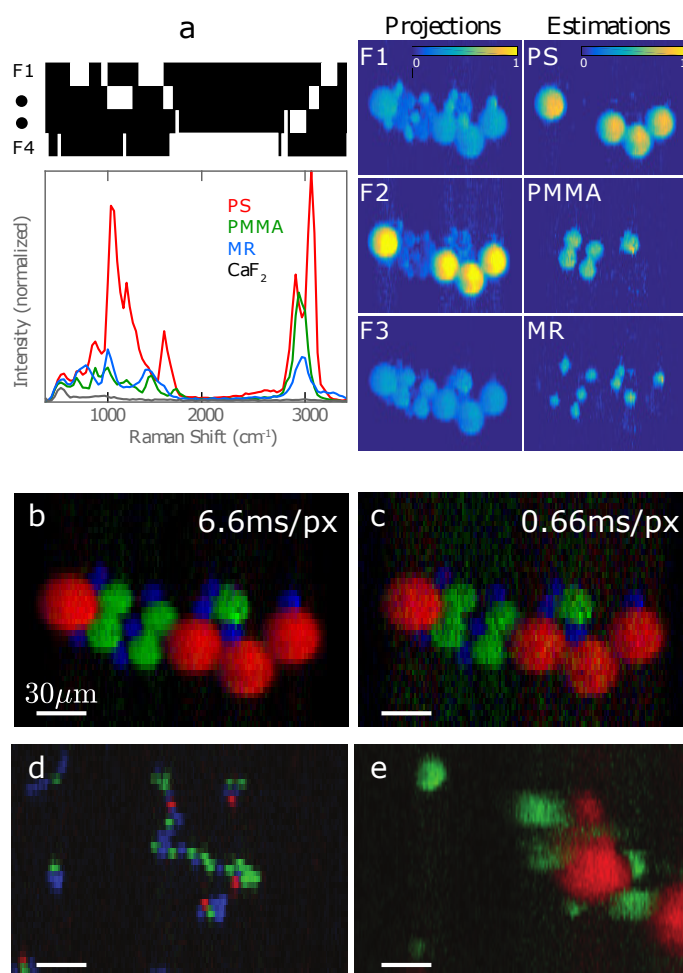 a
F1
F4
Intensity (normalized)
PS
PMMA
MR
CaF2
1000
2000
3000
Raman Shift (cm-1)
Projections
Estimations
F1
0
1
PS
0
1
F2
PMMA
F3
MR
b
6.6ms/px
30μm
c
0.66ms/px
d
e